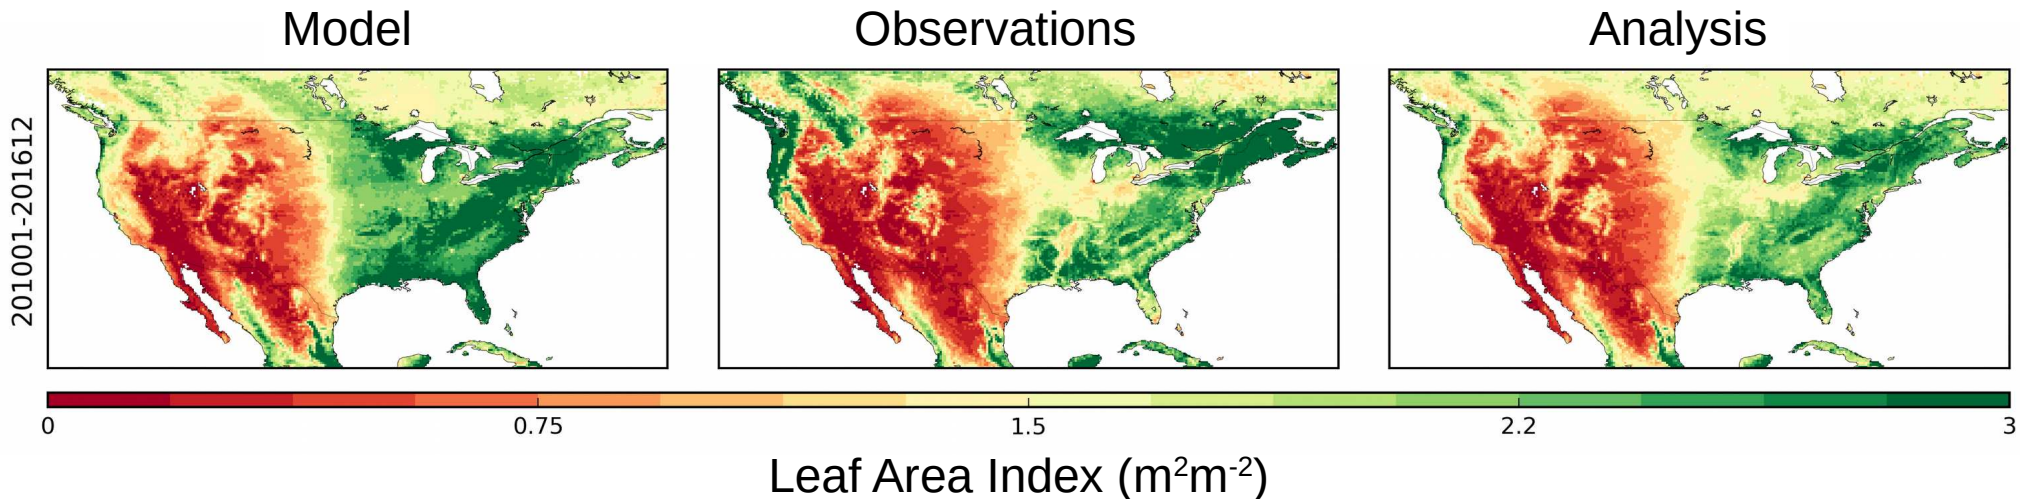 Model Observations Analysis
201001-201612
0 0.75 1.5 2.2 3
Leaf Area Index (m²m⁻²)